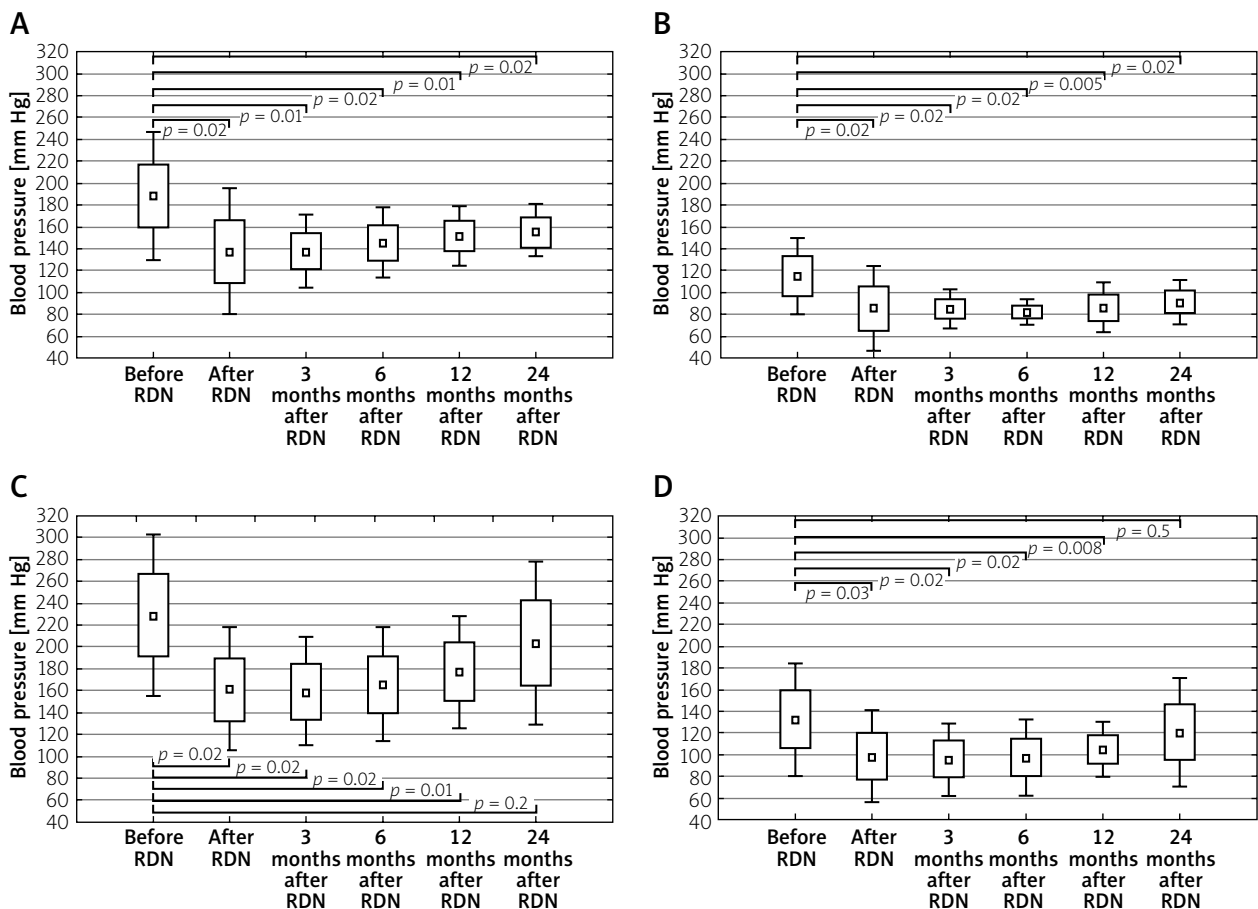 A
Blood pressure [mm Hg]
320
300
280
260
240
220
200
180
160
140
120
100
80
60
40
p = 0.02
p = 0.01
p = 0.02
p = 0.01
p = 0.02
Before RDN
After RDN
3 months after RDN
6 months after RDN
12 months after RDN
24 months after RDN
B
Blood pressure [mm Hg]
320
300
280
260
240
220
200
180
160
140
120
100
80
60
40
p = 0.02
p = 0.005
p = 0.02
p = 0.02
p = 0.02
Before RDN
After RDN
3 months after RDN
6 months after RDN
12 months after RDN
24 months after RDN
C
Blood pressure [mm Hg]
320
300
280
260
240
220
200
180
160
140
120
100
80
60
40
p = 0.02
p = 0.02
p = 0.02
p = 0.01
p = 0.2
Before RDN
After RDN
3 months after RDN
6 months after RDN
12 months after RDN
24 months after RDN
D
Blood pressure [mm Hg]
320
300
280
260
240
220
200
180
160
140
120
100
80
60
40
p = 0.5
p = 0.008
p = 0.02
p = 0.02
p = 0.03
Before RDN
After RDN
3 months after RDN
6 months after RDN
12 months after RDN
24 months after RDN